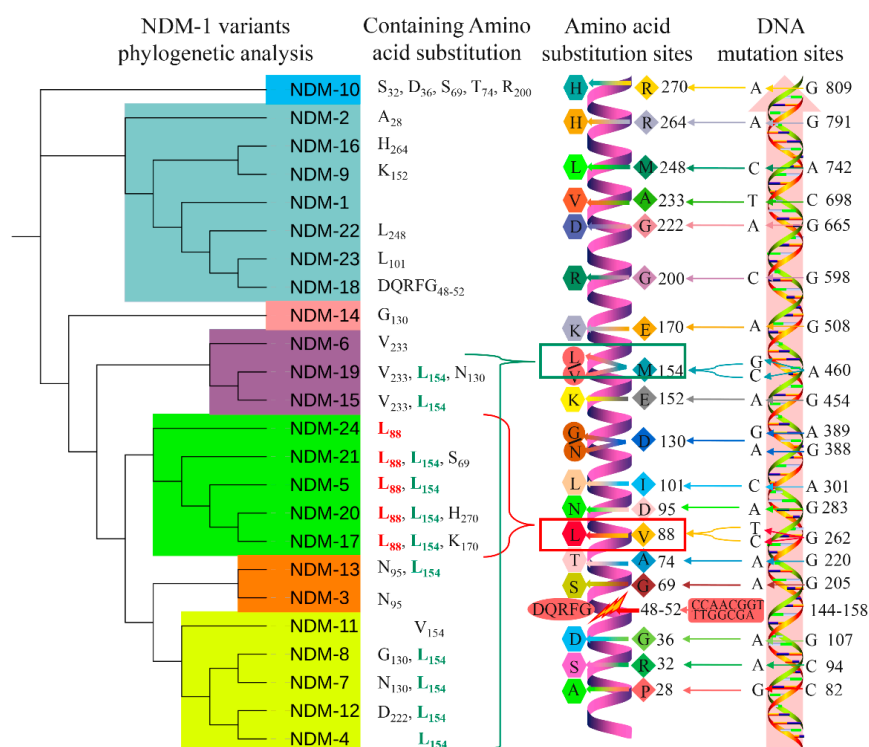 NDM-1 variants phylogenetic analysis
Containing Amino acid substitution
Amino acid substitution sites
DNA mutation sites
NDM-10 S32, D36, S69, T74, R200
NDM-2 A28
NDM-16 H264
NDM-9 K152
NDM-1
NDM-22 L248
NDM-23 L101
NDM-18 DQRFG48-52
NDM-14 G130
NDM-6 V233
NDM-19 V233, L154, N130
NDM-15 V233, L154
NDM-24 L88
NDM-21 L88, L154, S69
NDM-5 L88, L154
NDM-20 L88, L154, H270
NDM-17 L88, L154, K170
NDM-13 N95, L154
NDM-3 N95
NDM-11 V154
NDM-8 G130, L154
NDM-7 N130, L154
NDM-12 D222, L154
NDM-4 L154
H R 270 A G 809
H R 264 A G 791
L M 248 C A 742
V A 233 T C 698
D G 222 A G 665
R G 200 C G 598
K E 170 A G 508
L V M 154 G C A 460
K E 152 A G 454
G N D 130 G A 389 A G 388
L I 101 C A 301
N D 95 A G 283
L V 88 T C G 262
T A 74 A G 220
S G 69 A G 205
DQRFG 48-52 CCAACGGT TTGGCGA 144-158
D G 36 A G 107
S R 32 A C 94
A P 28 G C 82